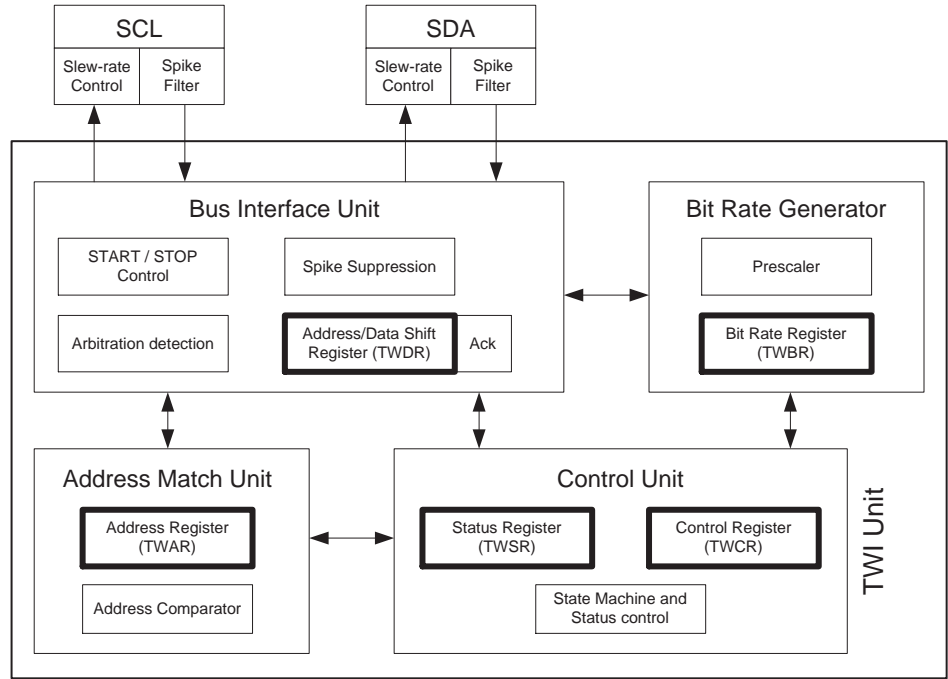 SCL
Slew-rate
Control
Spike
Filter
SDA
Slew-rate
Control
Spike
Filter
Bus Interface Unit
START / STOP
Control
Spike Suppression
Arbitration detection
Address/Data Shift
Register (TWDR)
Ack
Bit Rate Generator
Prescaler
Bit Rate Register
(TWBR)
Address Match Unit
Address Register
(TWAR)
Address Comparator
Control Unit
Status Register
(TWSR)
Control Register
(TWCR)
State Machine and
Status control
TWI Unit